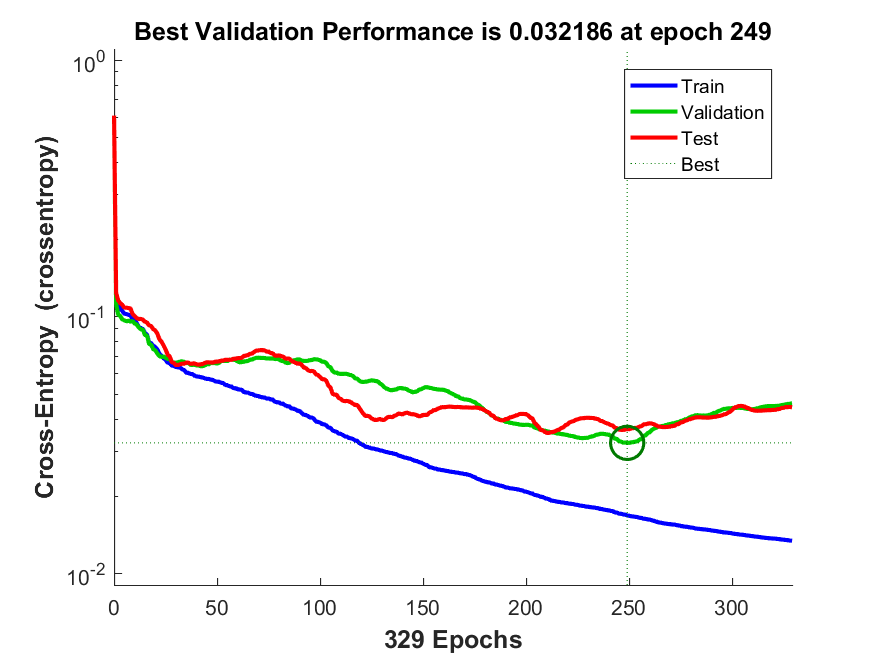 Best Validation Performance is 0.032186 at epoch 249
Cross-Entropy  (crossentropy)
10^0
10^-1
10^-2
Train
Validation
Test
Best
0 50 100 150 200 250 300
329 Epochs